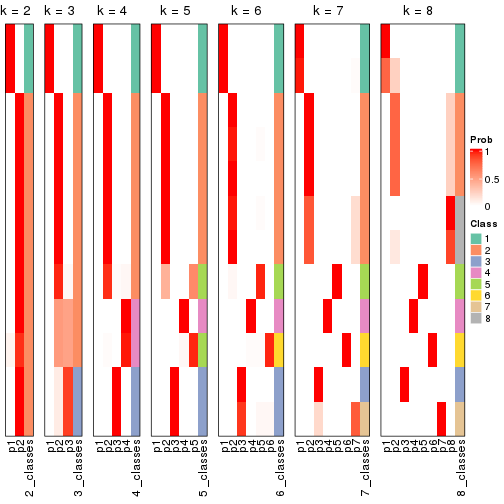 k = 2 k = 3 k = 4 k = 5 k = 6 k = 7 k = 8
Prob
1
0.5
0
Class
1
2
3
4
5
6
7
8
p1 p2 2_classes
p1 p2 p3 3_classes
p1 p2 p3 p4 4_classes
p1 p2 p3 p4 p5 5_classes
p1 p2 p3 p4 p5 p6 6_classes
p1 p2 p3 p4 p5 p6 p7 7_classes
p1 p2 p3 p4 p5 p6 p7 p8 8_classes